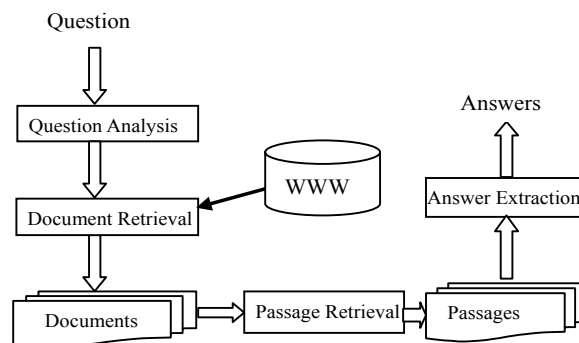 Question
Question Analysis
Document Retrieval
WWW
Documents
Passage Retrieval
Passages
Answer Extraction
Answers